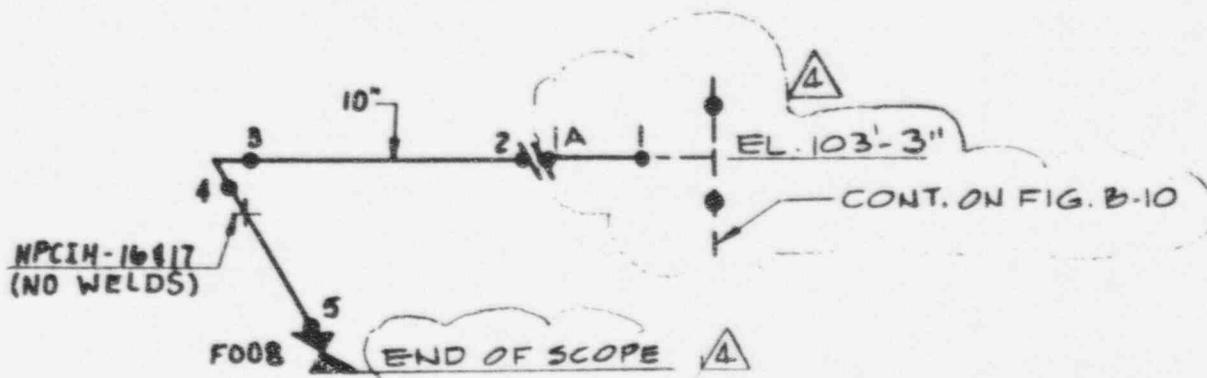 4
10"
3
2
1A
1
EL. 103'-3"
4
CONT. ON FIG. B-10
HPCIH-16&17
(NO WELDS)
5
F008
END OF SCOPE
4